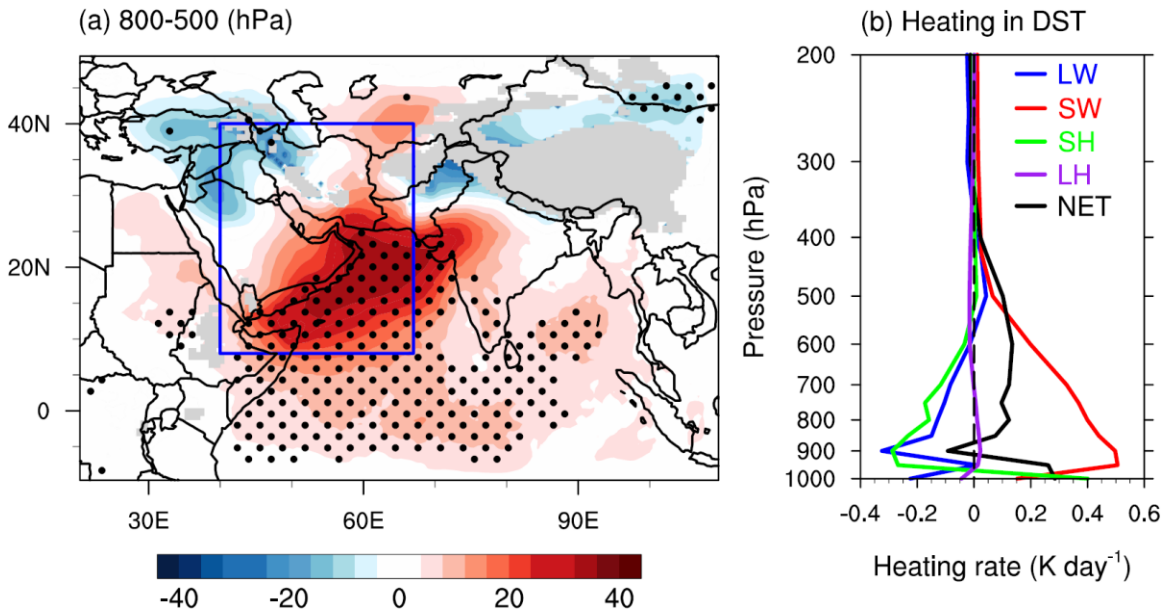 (a) 800-500 (hPa)
40N
20N
0
30E
60E
90E
-40
-20
0
20
40
(b) Heating in DST
200
300
400
500
600
700
800
900
1000
Pressure (hPa)
LW
SW
SH
LH
NET
-0.4
-0.2
0
0.2
0.4
0.6
Heating rate (K day⁻¹)